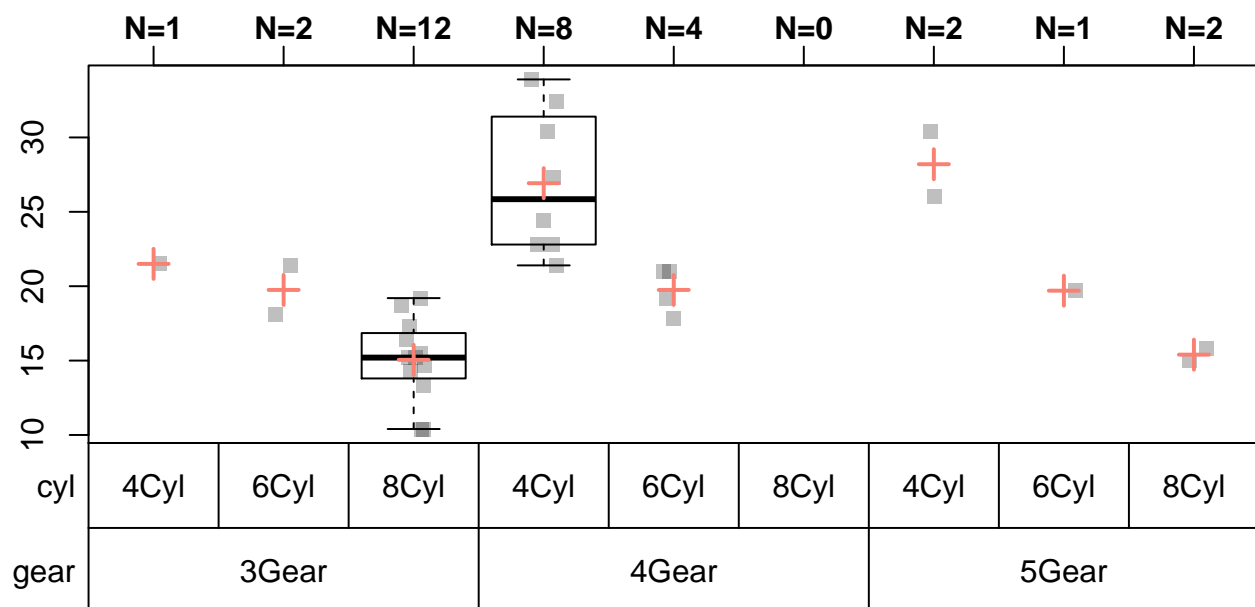 N=1 N=2 N=12 N=8 N=4 N=0 N=2 N=1 N=2
30
25
20
15
10
cyl 4Cyl 6Cyl 8Cyl 4Cyl 6Cyl 8Cyl 4Cyl 6Cyl 8Cyl
gear 3Gear 4Gear 5Gear